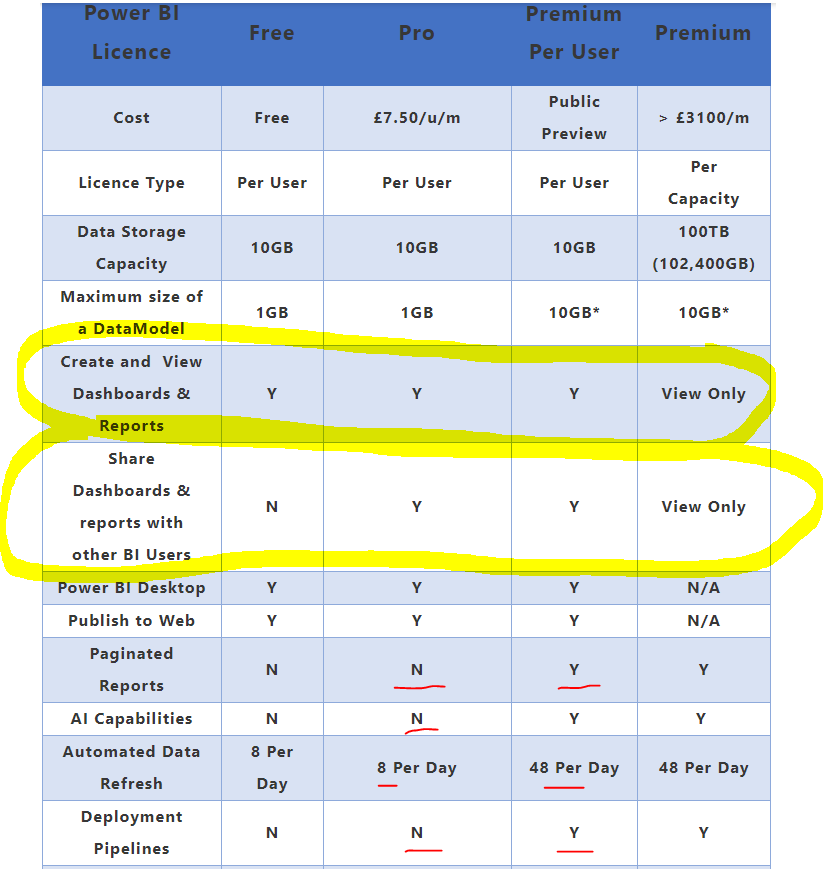 Power BI Licence Free Pro Premium Per User Premium
Cost Free £7.50/u/m Public Preview > £3100/m
Licence Type Per User Per User Per User Per Capacity
Data Storage Capacity 10GB 10GB 10GB 100TB (102,400GB)
Maximum size of a DataModel 1GB 1GB 10GB* 10GB*
Create and View Dashboards & Reports Y Y Y View Only
Share Dashboards & reports with other BI Users N Y Y View Only
Power BI Desktop Y Y Y N/A
Publish to Web Y Y Y N/A
Paginated Reports N N Y Y
AI Capabilities N N Y Y
Automated Data Refresh 8 Per Day 8 Per Day 48 Per Day 48 Per Day
Deployment Pipelines N N Y Y